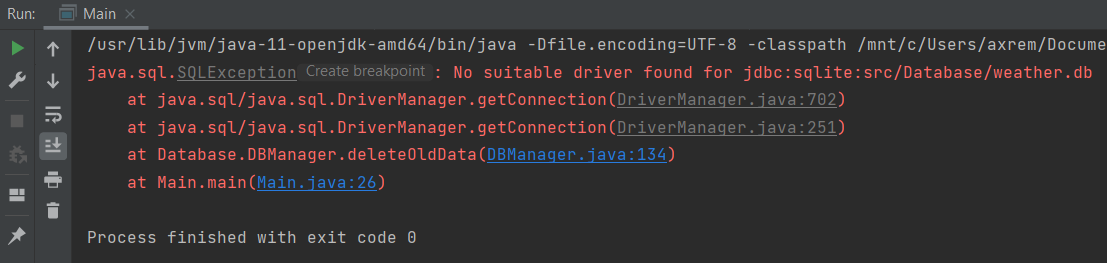 Run: Main
/usr/lib/jvm/java-11-openjdk-amd64/bin/java -Dfile.encoding=UTF-8 -classpath /mnt/c/Users/axrem/Docume
java.sql.SQLException Create breakpoint : No suitable driver found for jdbc:sqlite:src/Database/weather.db
at java.sql/java.sql.DriverManager.getConnection(DriverManager.java:702)
at java.sql/java.sql.DriverManager.getConnection(DriverManager.java:251)
at Database.DBManager.deleteOldData(DBManager.java:134)
at Main.main(Main.java:26)
Process finished with exit code 0